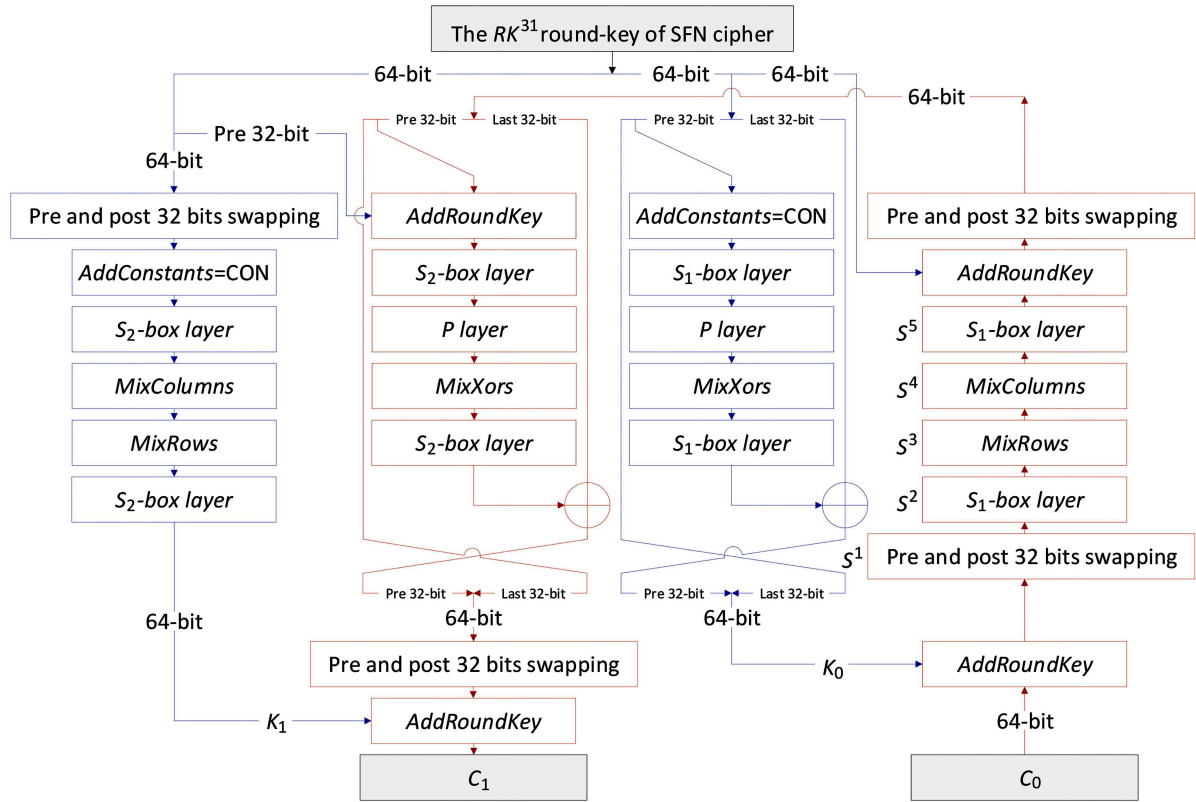 The RK³¹ round-key of SFN cipher
64-bit
64-bit
64-bit
64-bit
Pre 32-bit
64-bit
Pre 32-bit
Last 32-bit
Pre 32-bit
Last 32-bit
Pre and post 32 bits swapping
AddConstants=CON
S₂-box layer
MixColumns
MixRows
S₂-box layer
64-bit
K₁
AddRoundKey
S₂-box layer
P layer
MixXors
S₂-box layer
Pre 32-bit
Last 32-bit
64-bit
Pre and post 32 bits swapping
AddRoundKey
C₁
AddConstants=CON
S₁-box layer
P layer
MixXors
S₁-box layer
Pre 32-bit
Last 32-bit
64-bit
K₀
Pre and post 32 bits swapping
AddRoundKey
S⁵
S₁-box layer
S⁴
MixColumns
S³
MixRows
S²
S₁-box layer
S¹
Pre and post 32 bits swapping
AddRoundKey
64-bit
C₀